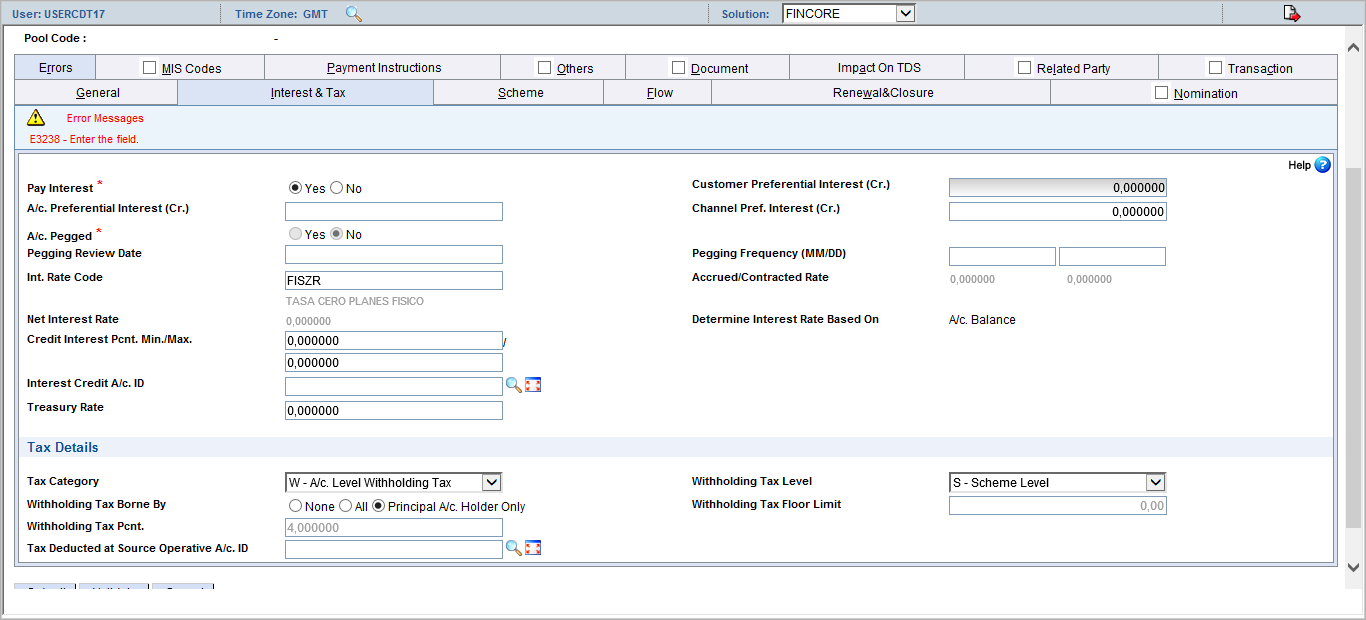 User: USERCDT17 Time Zone: GMT Solution: FINCORE
Pool Code : -
Errors MIS Codes Payment Instructions Others Document Impact On TDS Related Party Transaction
General Interest & Tax Scheme Flow Renewal&Closure Nomination
Error Messages
E3238 - Enter the field.
Help ?
Pay Interest * Yes No Customer Preferential Interest (Cr.) 0,000000
A/c. Preferential Interest (Cr.) Channel Pref. Interest (Cr.) 0,000000
A/c. Pegged * Yes No
Pegging Review Date Pegging Frequency (MM/DD)
Int. Rate Code FISZR Accrued/Contracted Rate 0,000000 0,000000
TASA CERO PLANES FISICO
Net Interest Rate 0,000000 Determine Interest Rate Based On A/c. Balance
Credit Interest Pcnt. Min./Max. 0,000000 /
0,000000
Interest Credit A/c. ID
Treasury Rate 0,000000
Tax Details
Tax Category W - A/c. Level Withholding Tax Withholding Tax Level S - Scheme Level
Withholding Tax Borne By None All Principal A/c. Holder Only Withholding Tax Floor Limit 0,00
Withholding Tax Pcnt. 4,000000
Tax Deducted at Source Operative A/c. ID